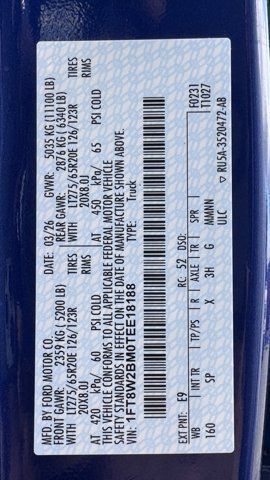 MFD. BY FORD MOTOR CO.
DATE: 03/26 GVWR: 5035 KG (11100 LB)
FRONT GAWR: 2359 KG (5200 LB) REAR GAWR: 2876 KG (6340 LB)
WITH LT275/65R20E 126/123R TIRES WITH LT275/65R20E 126/123R TIRES
20X8.0J RIMS 20X8.0J RIMS
AT 420 kPa/ 60 PSI COLD AT 450 kPa/ 65 PSI COLD
THIS VEHICLE CONFORMS TO ALL APPLICABLE FEDERAL MOTOR VEHICLE
SAFETY STANDARDS IN EFFECT ON THE DATE OF MANUFACTURE SHOWN ABOVE.
VIN: 1FT8W2BM0TEE18188
TYPE: Truck
F0231
T1027
EXT PNT: E9 RC: 52 DSO:
WB INT TR TP/PS R AXLE TR SPR
160 SP X 3H G MMMNN
ULC
▽ RU5A-3520472-AB